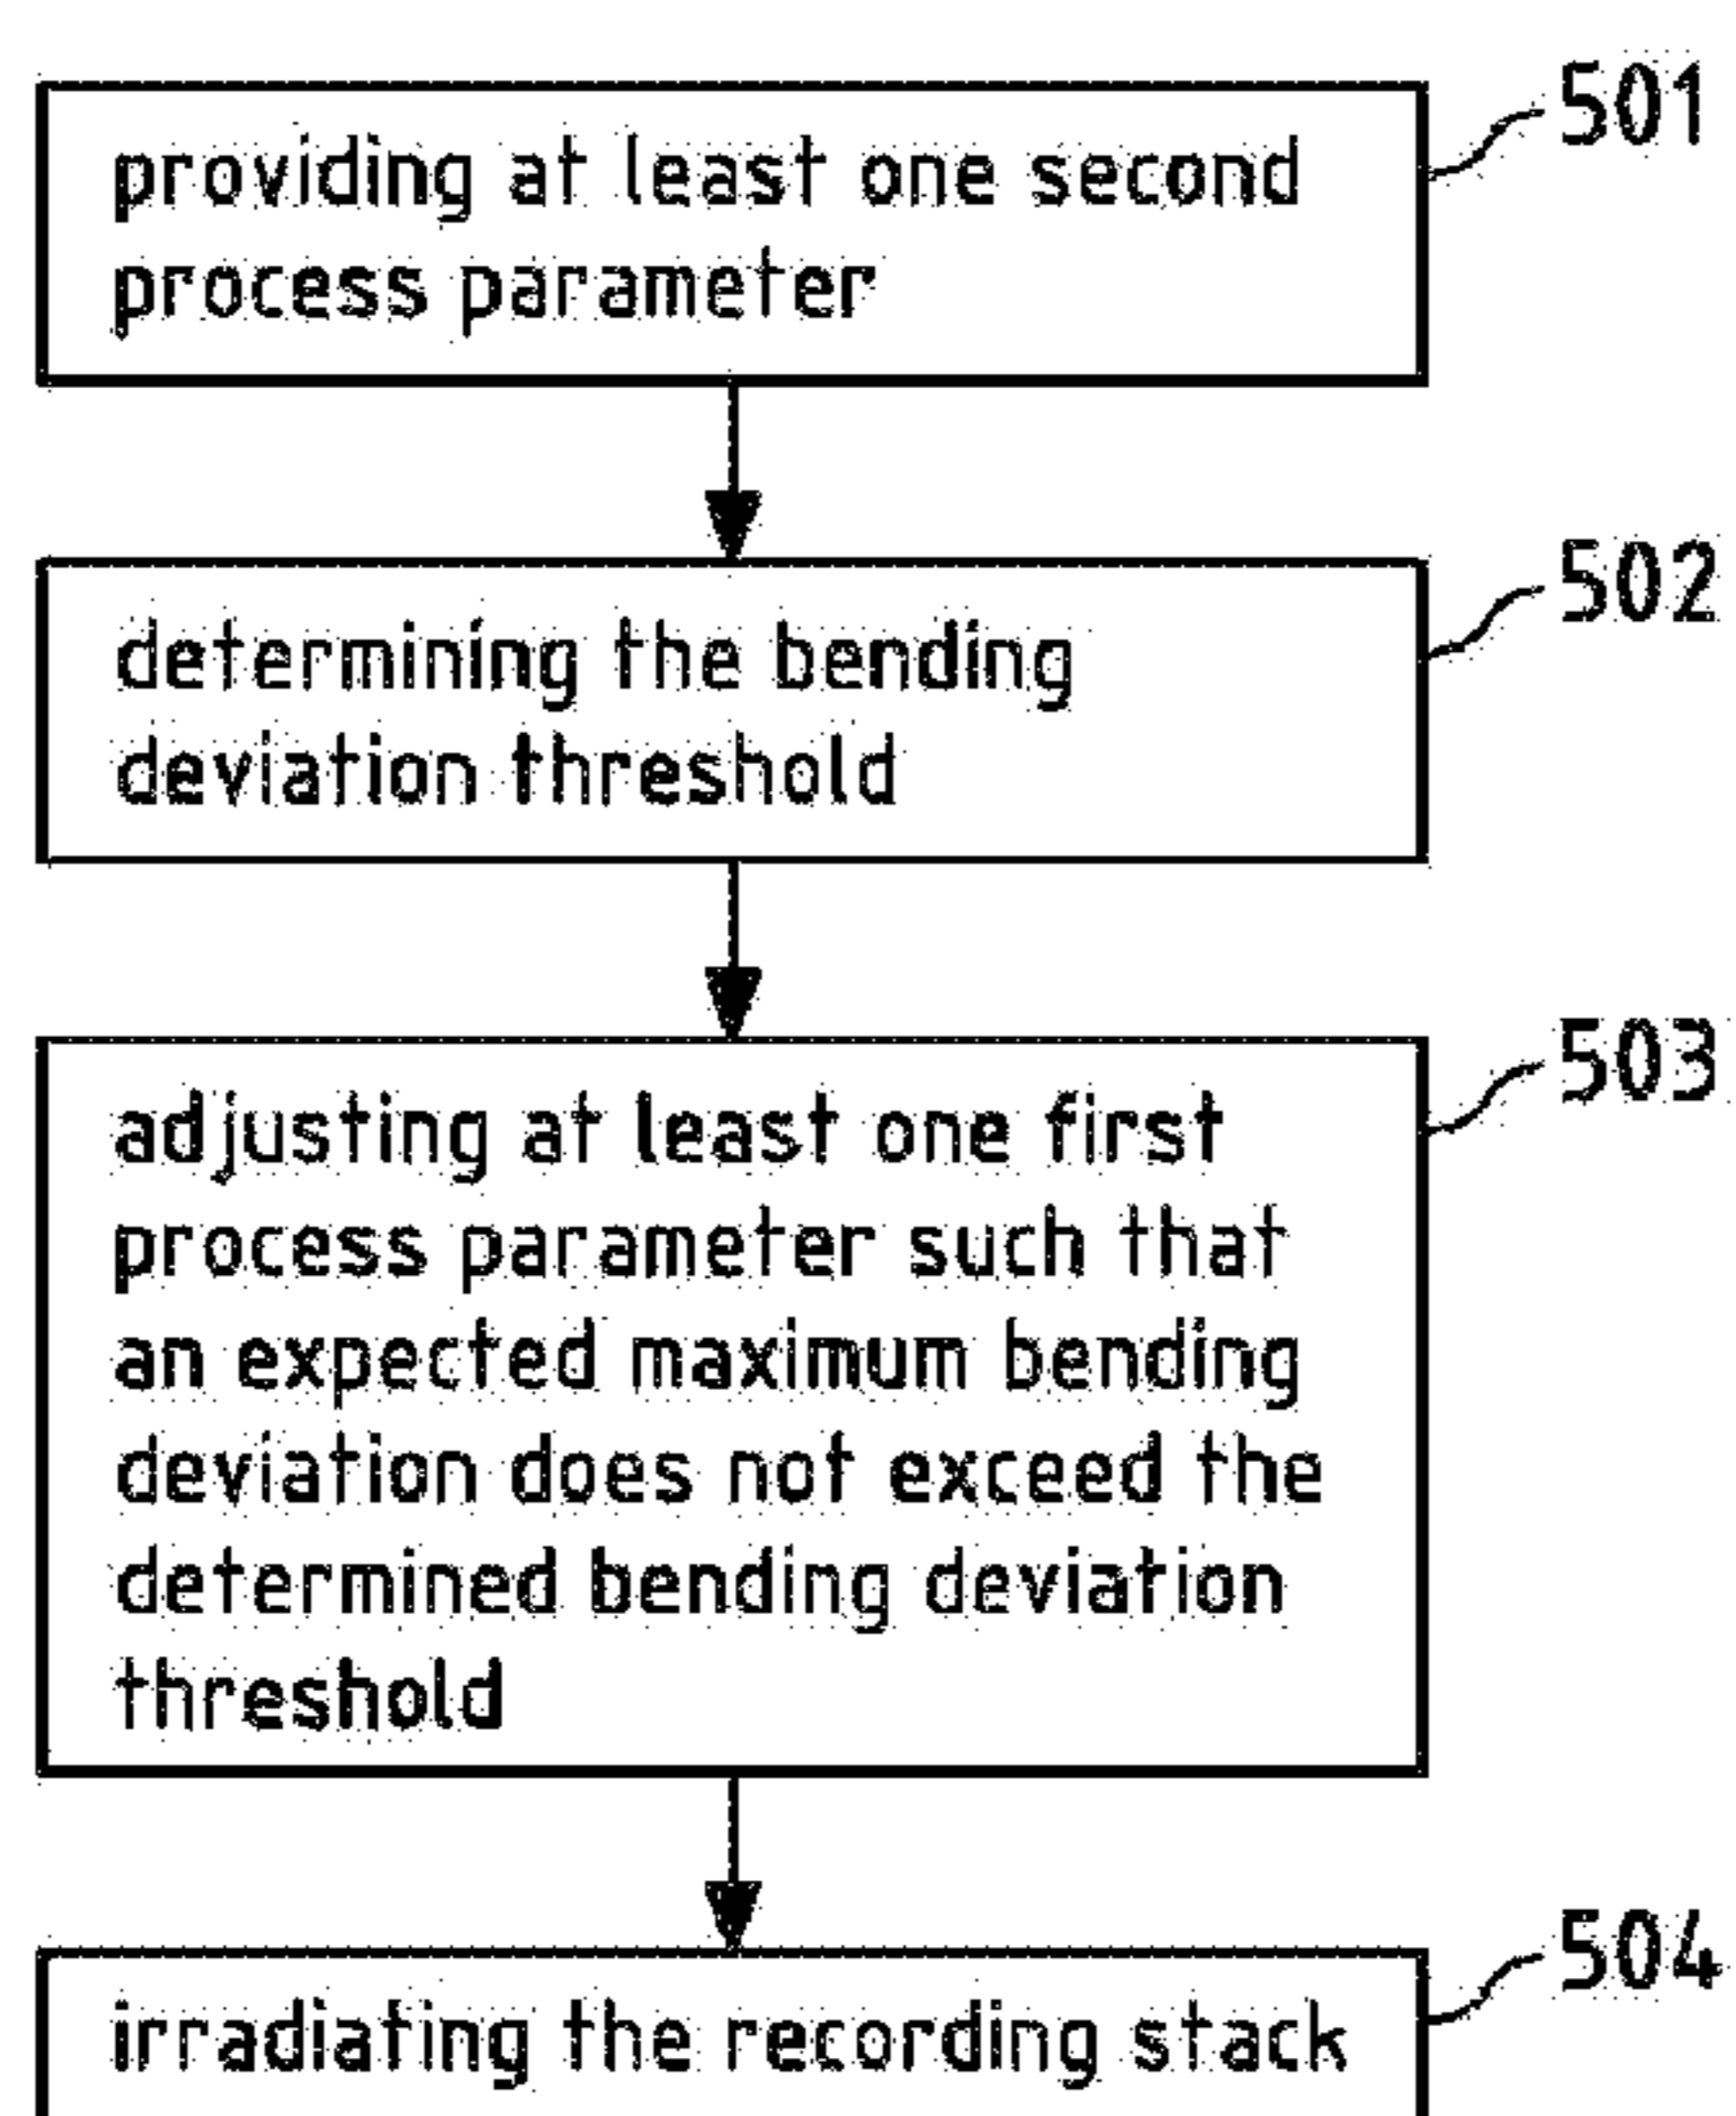 501
providing at least one second
process parameter
502
determining the bending
deviation threshold
503
adjusting at least one first
process parameter such that
an expected maximum bending
deviation does not exceed the
determined bending deviation
threshold
504
irradiating the recording stack